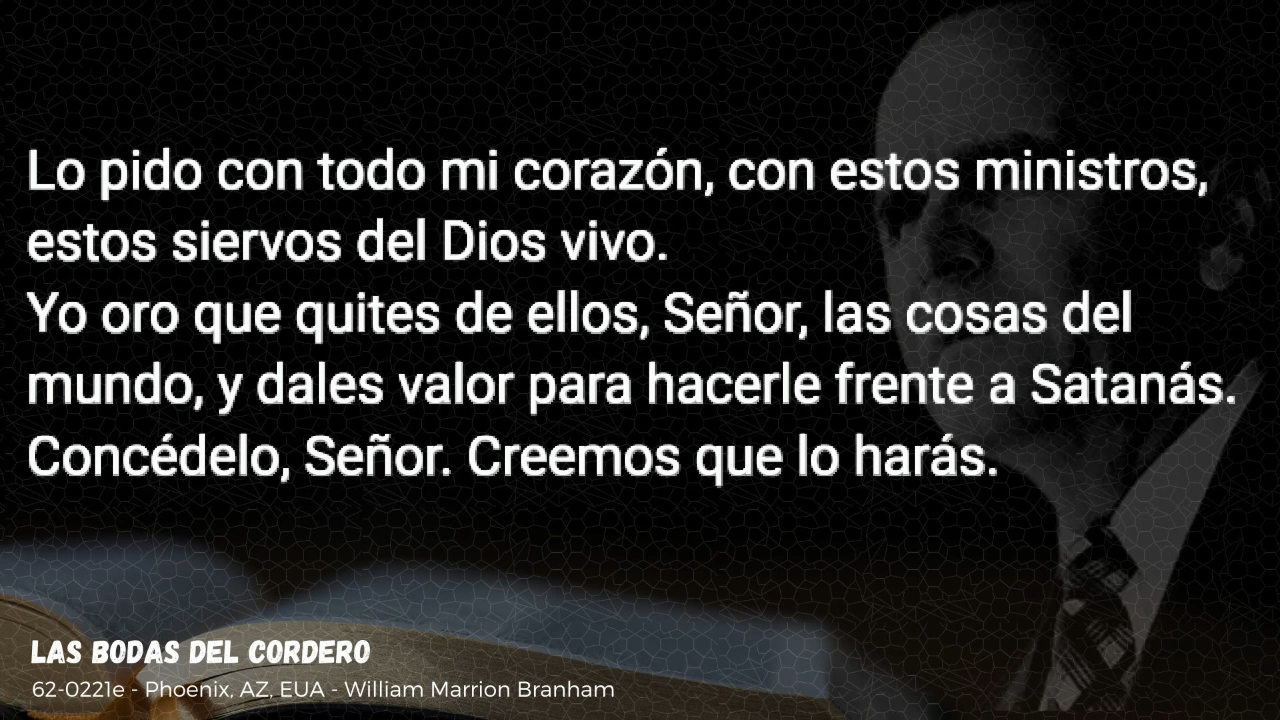 Lo pido con todo mi corazón, con estos ministros,
estos siervos del Dios vivo.
Yo oro que quites de ellos, Señor, las cosas del
mundo, y dales valor para hacerle frente a Satanás.
Concédelo, Señor. Creemos que lo harás.
LAS BODAS DEL CORDERO
62-0221e - Phoenix, AZ, EUA - William Marrion Branham